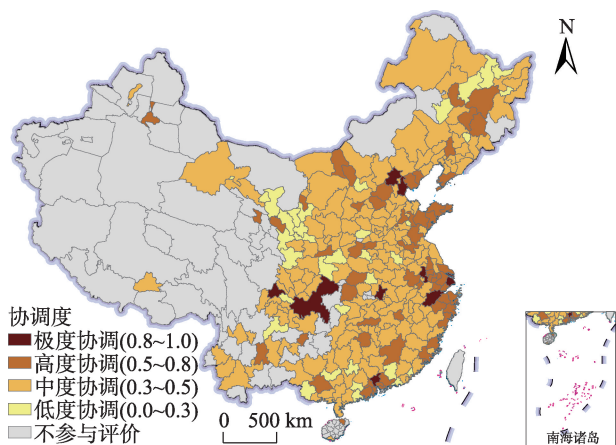 N
协调度
极度协调(0.8~1.0)
高度协调(0.5~0.8)
中度协调(0.3~0.5)
低度协调(0.0~0.3)
不参与评价
0 500 km
南海诸岛